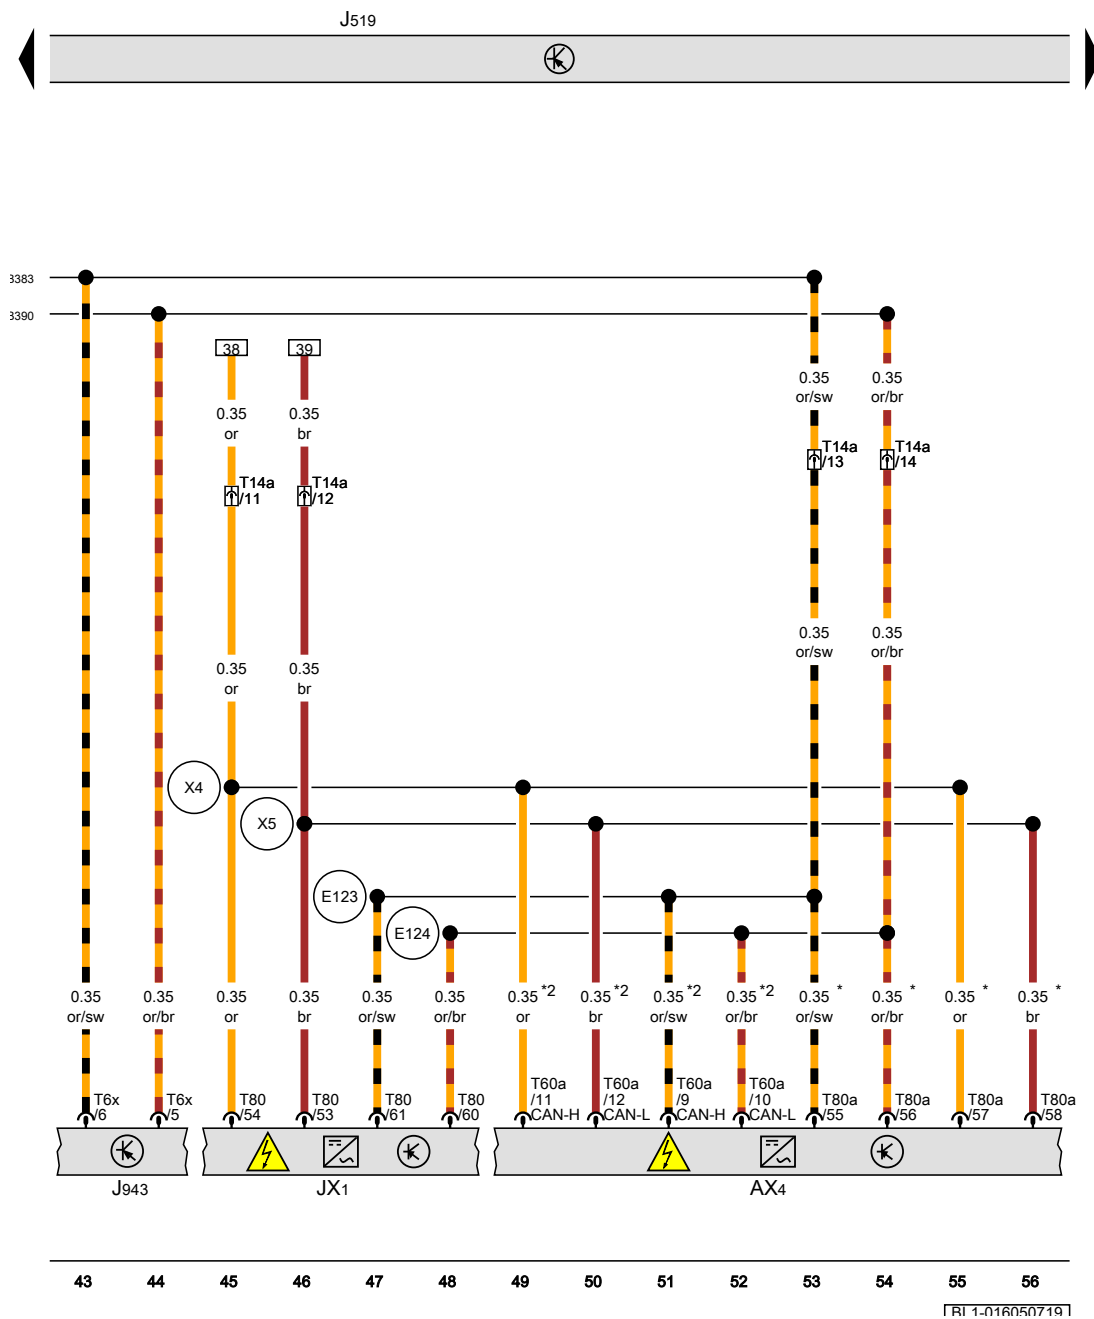 J519
3383
3390
38 39
0.35 0.35
or/sw or/br
0.35 0.35
or br
T14a T14a
/13 /14
T14a T14a
/11 /12
0.35 0.35
or/sw or/br
0.35 0.35
or br
X4
X5
E123
E124
0.35 0.35 0.35 0.35 0.35 0.35 0.35 *2 0.35 *2 0.35 *2 0.35 *2 0.35 * 0.35 * 0.35 * 0.35 *
or/sw or/br or br or/sw or/br or br or/sw or/br or/sw or/br or br
T6x T6x T80 T80 T80 T80 T60a T60a T60a T60a T80a T80a T80a T80a
/6 /5 /54 /53 /61 /60 /11 /12 /9 /10 /55 /56 /57 /58
CAN-H CAN-L CAN-H CAN-L
J943 JX1 AX4
43 44 45 46 47 48 49 50 51 52 53 54 55 56
BL1-016050719